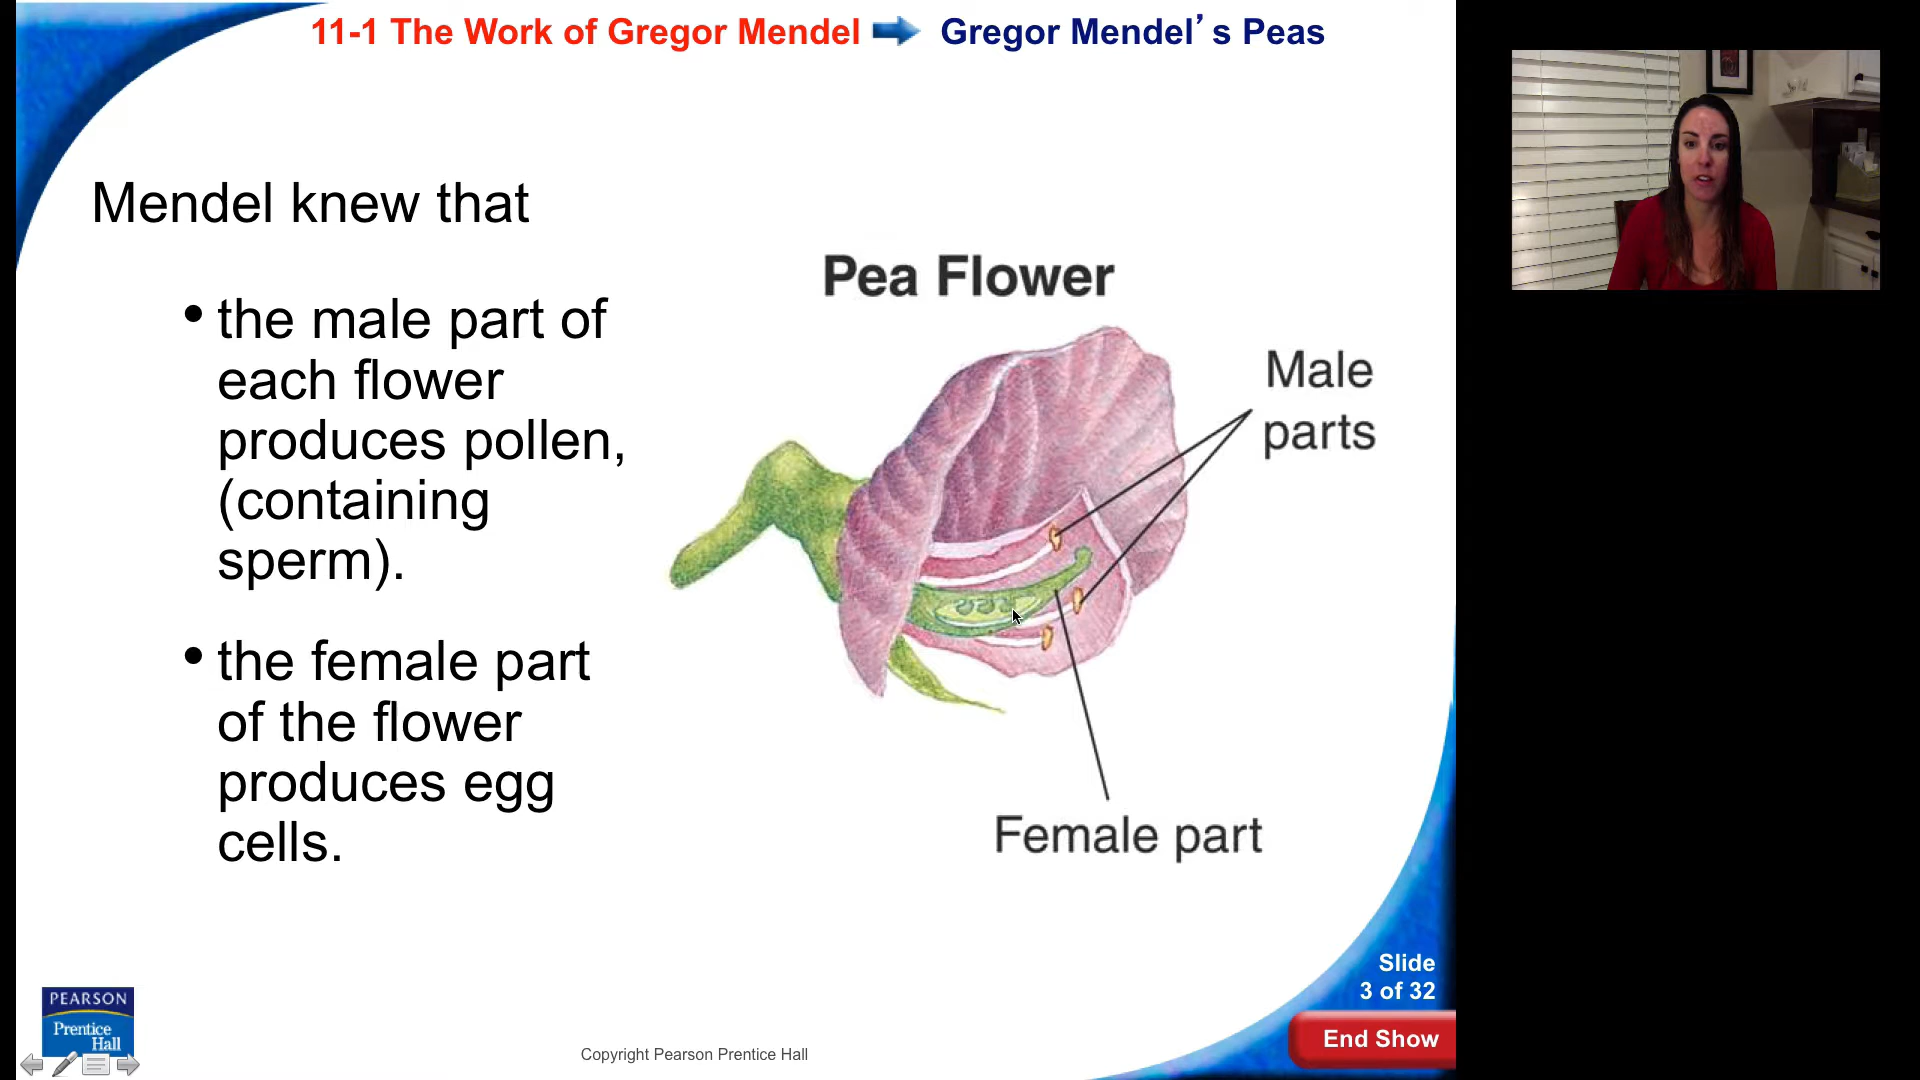 11-1 The Work of Gregor Mendel Gregor Mendel’s Peas
Mendel knew that
• the male part of
each flower
produces pollen,
(containing
sperm).
• the female part
of the flower
produces egg
cells.
Pea Flower
Male
parts
Female part
Slide
3 of 32
End Show
PEARSON
Prentice
Hall
Copyright Pearson Prentice Hall